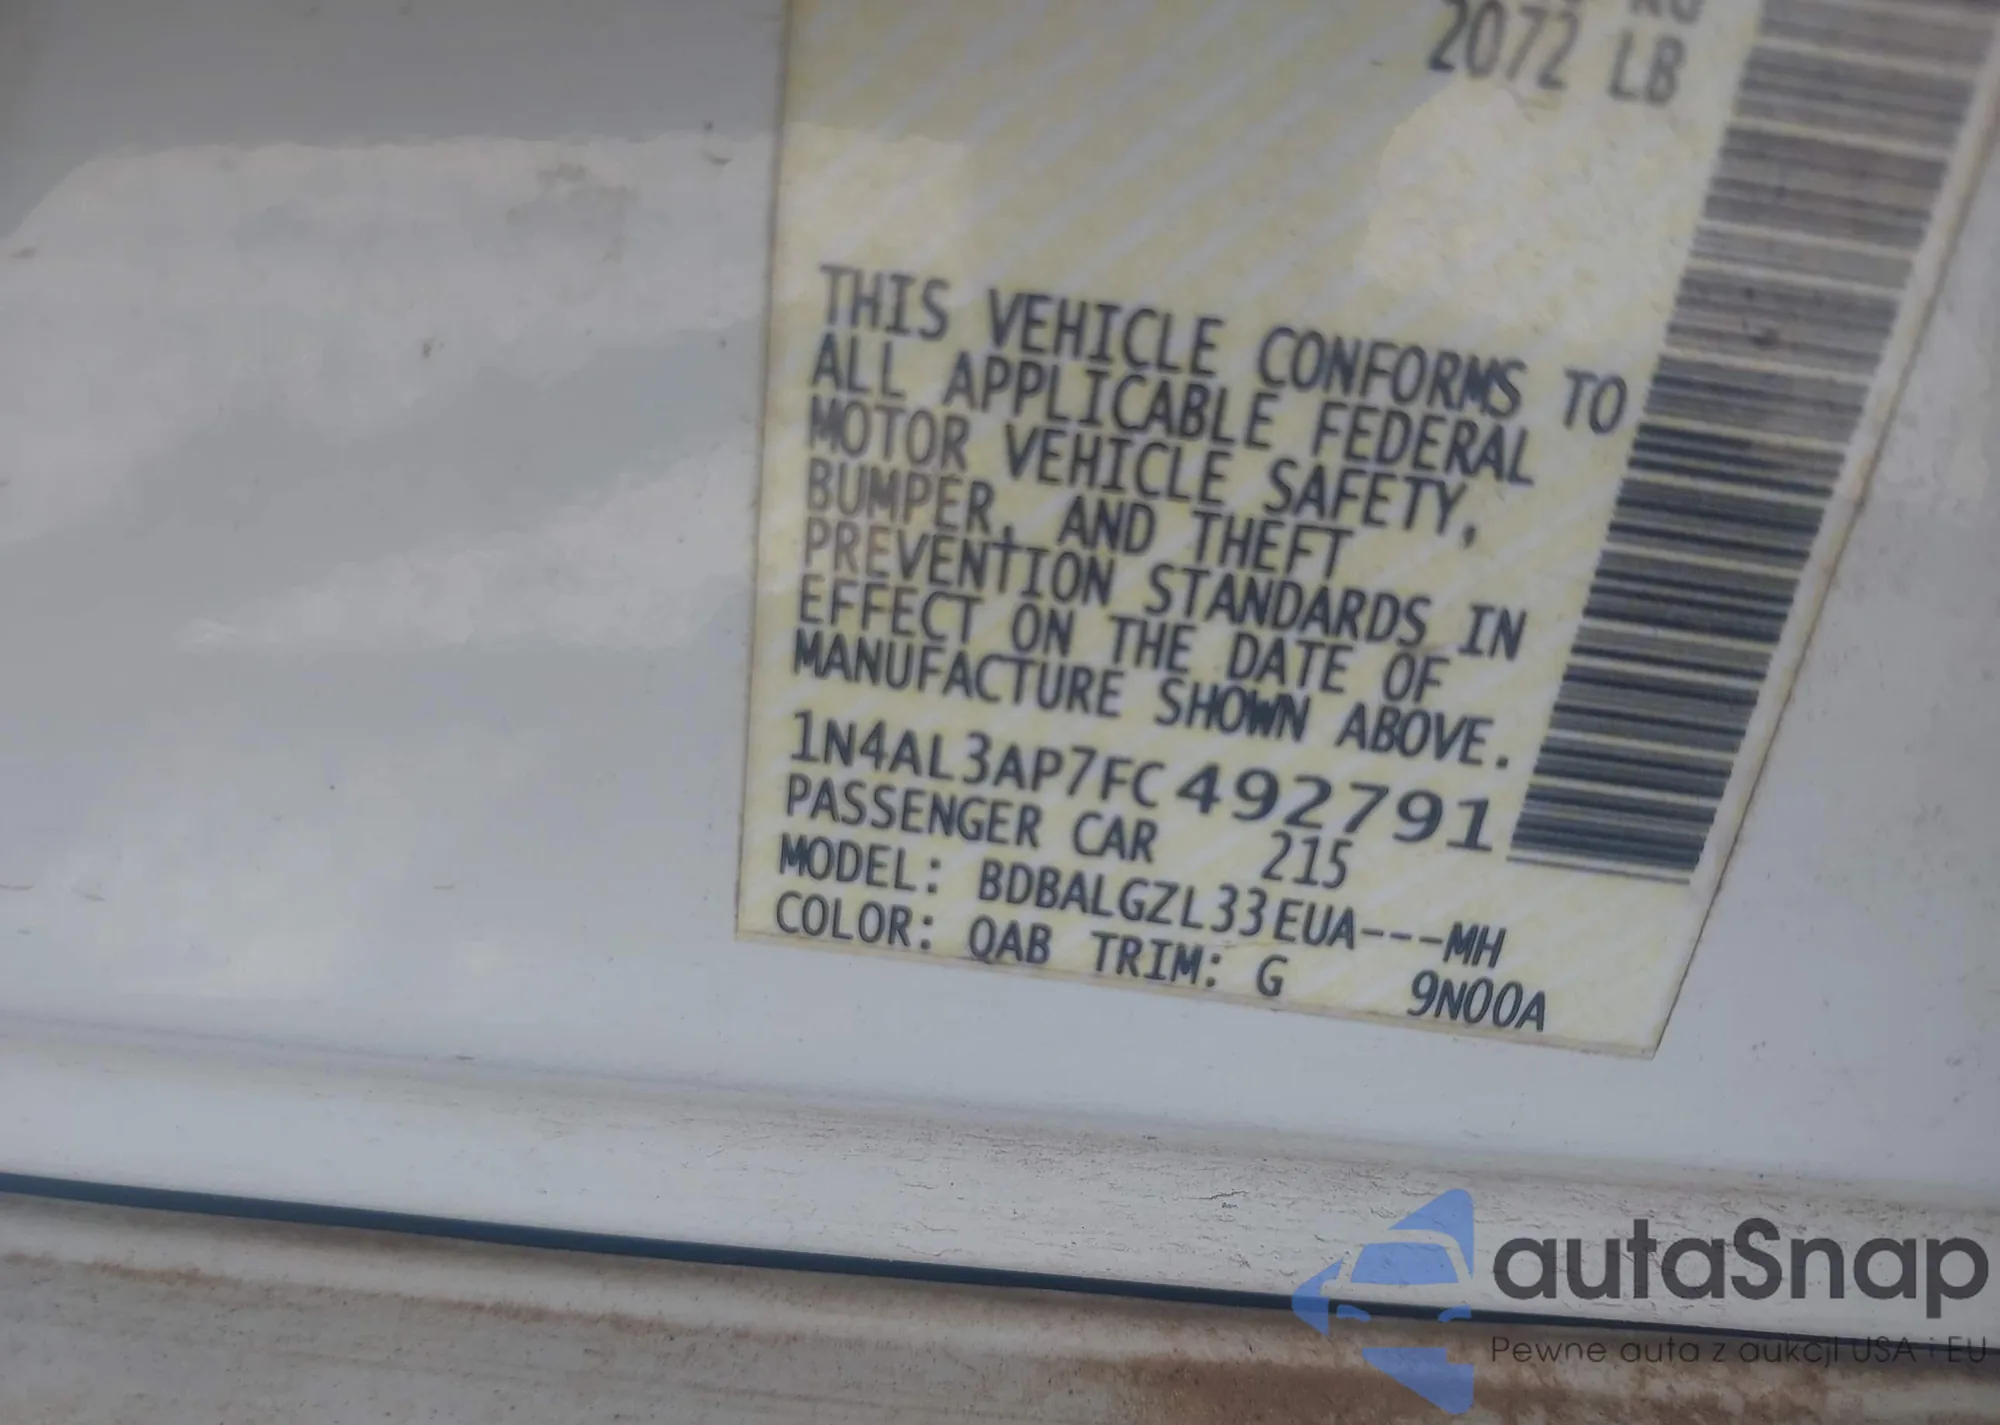 KG
2072 LB
THIS VEHICLE CONFORMS TO
ALL APPLICABLE FEDERAL
MOTOR VEHICLE SAFETY,
BUMPER, AND THEFT
PREVENTION STANDARDS IN
EFFECT ON THE DATE OF
MANUFACTURE SHOWN ABOVE.
1N4AL3AP7FC492791
PASSENGER CAR 215
MODEL: BDBALGZL33EUA---MH
COLOR: QAB TRIM: G 9N00A
autaSnap
Pewne auta z aukcji USA i EU